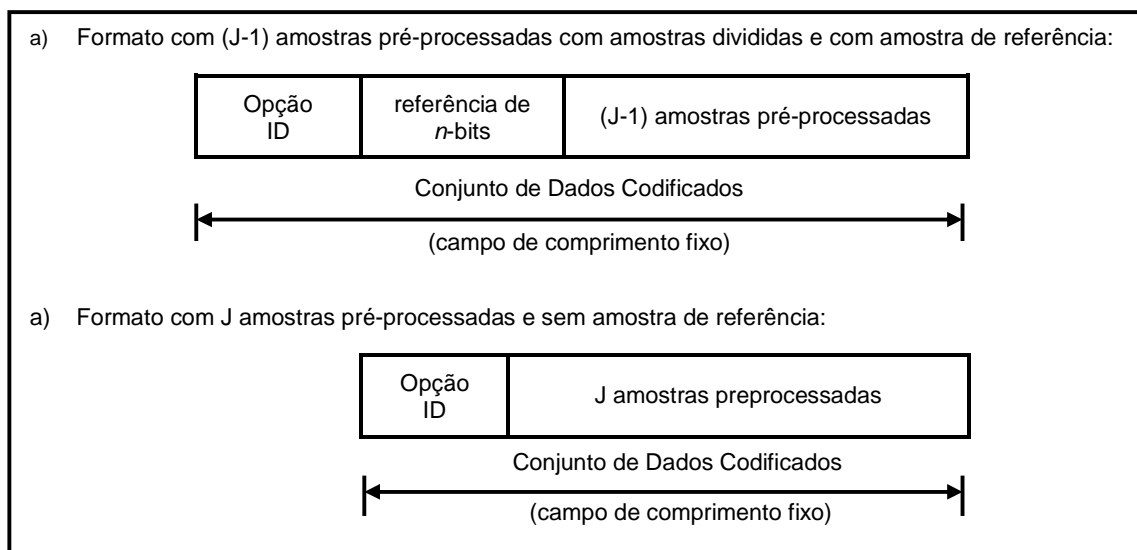 a) Formato com (J-1) amostras pré-processadas com amostras divididas e com amostra de referência:
Opção
ID
referência de
n-bits
(J-1) amostras pré-processadas
Conjunto de Dados Codificados
(campo de comprimento fixo)
a) Formato com J amostras pré-processadas e sem amostra de referência:
Opção
ID
J amostras preprocessadas
Conjunto de Dados Codificados
(campo de comprimento fixo)